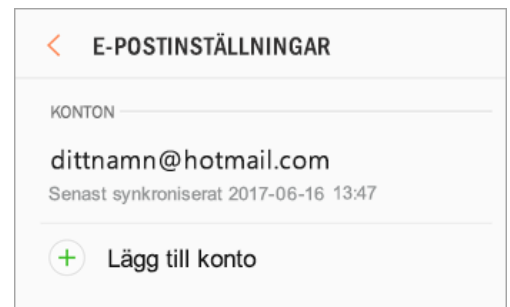 E-POSTINSTÄLLNINGAR
KONTON
dittnamn@hotmail.com
Senast synkroniserat 2017-06-16 13:47
Lägg till konto